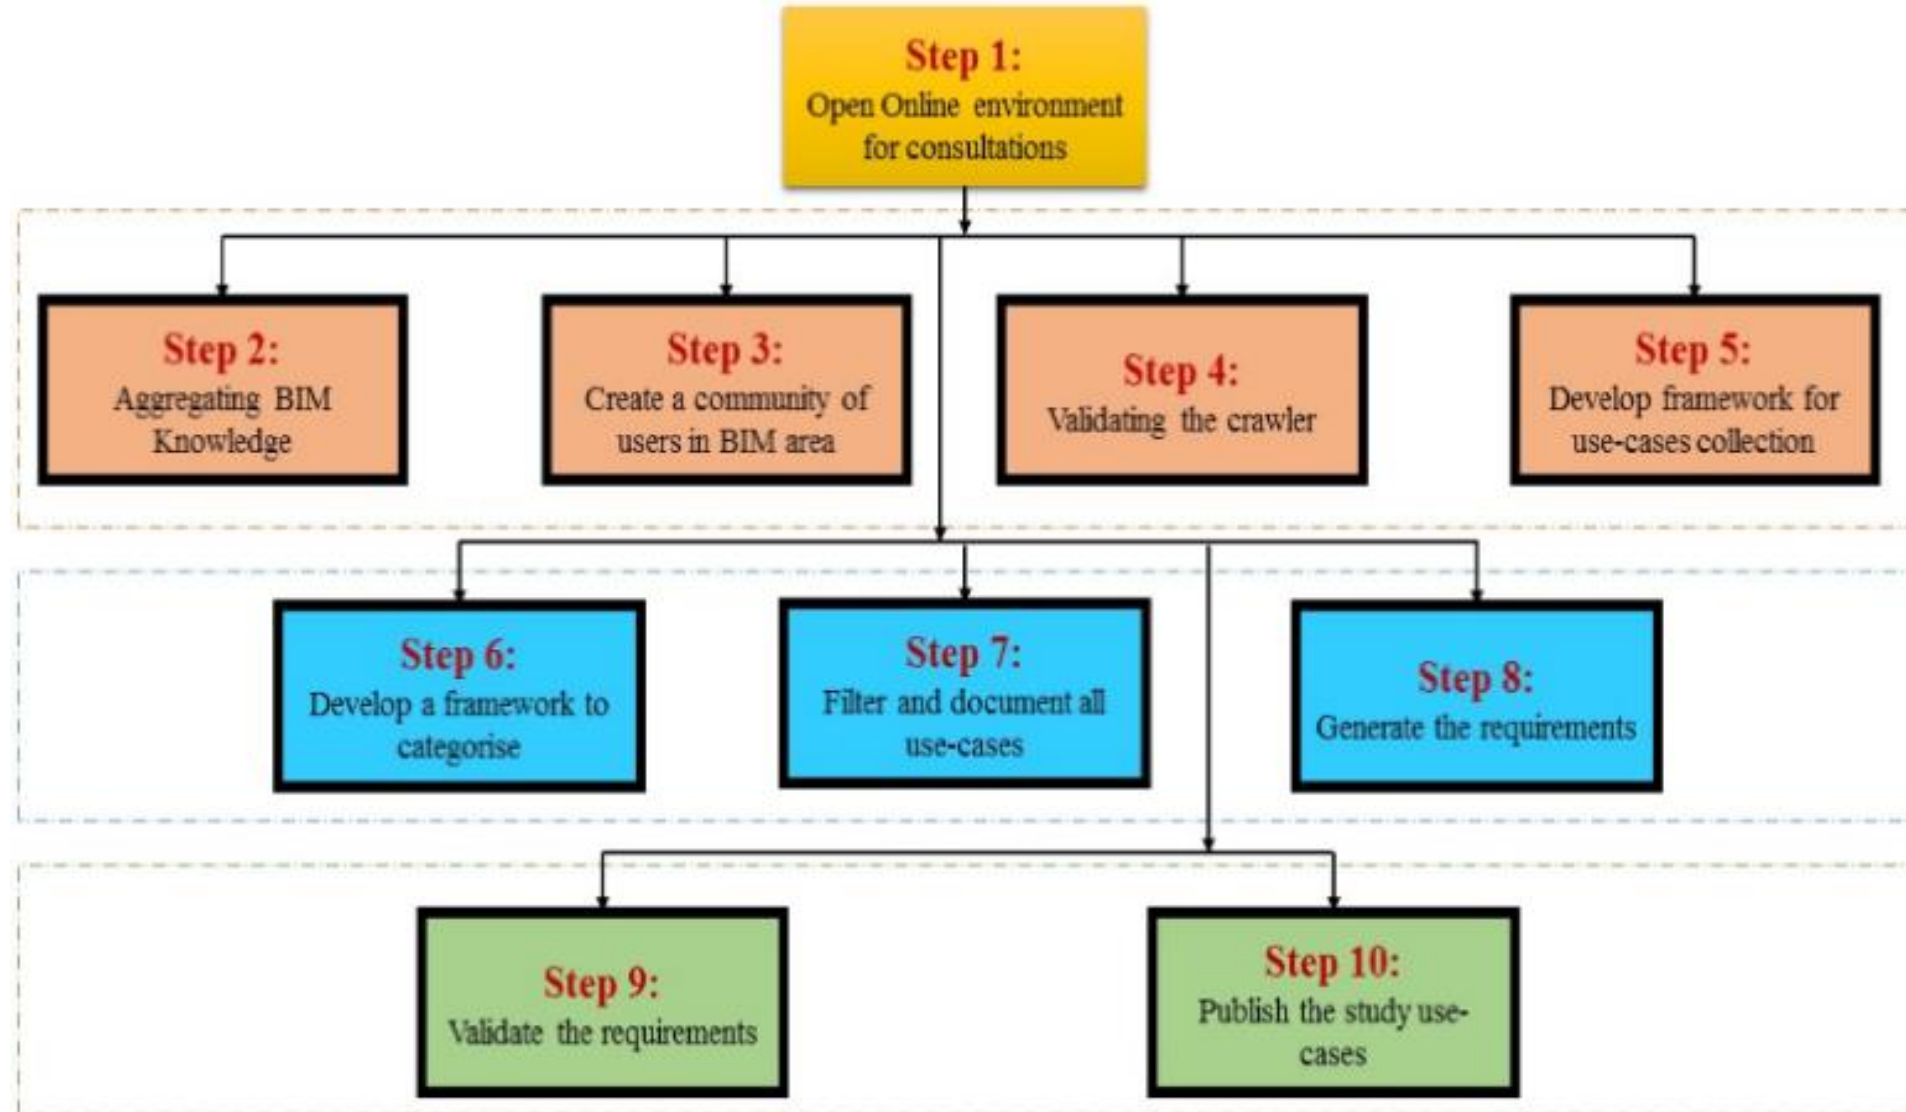 Step 1:
Open Online environment
for consultations
Step 2:
Aggregating BIM
Knowledge
Step 3:
Create a community of
users in BIM area
Step 4:
Validating the crawler
Step 5:
Develop framework for
use-cases collection
Step 6:
Develop a framework to
categorise
Step 7:
Filter and document all
use-cases
Step 8:
Generate the requirements
Step 9:
Validate the requirements
Step 10:
Publish the study use-
cases